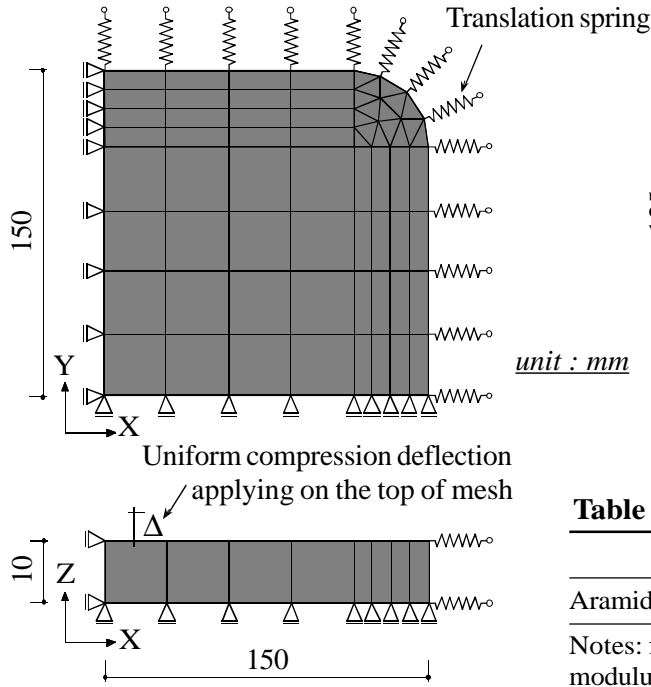 Translation spring
150
Y
X
unit : mm
Uniform compression deflection
applying on the top of mesh
Δ
10
Z
X
150
Table
Aramid
Notes: